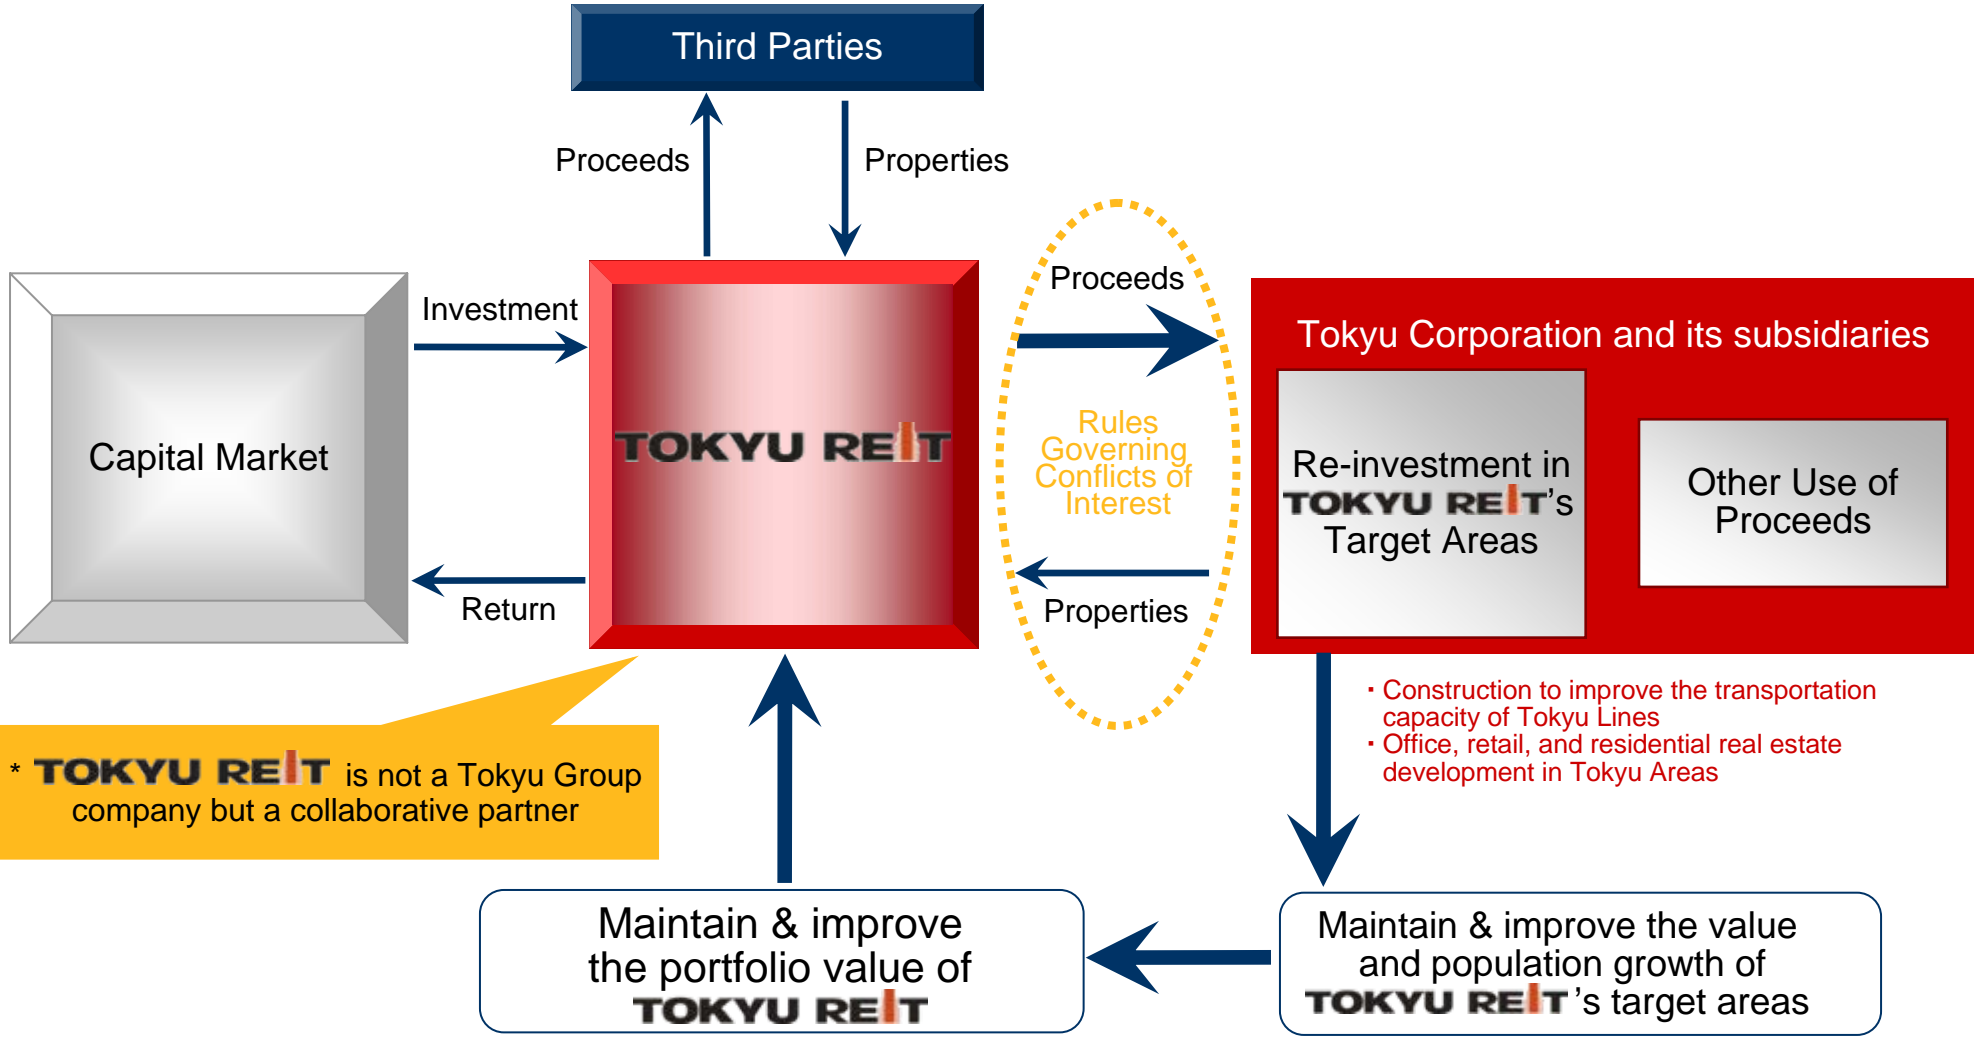 Third Parties
Proceeds
Properties
Investment
Proceeds
Tokyu Corporation and its subsidiaries
Capital Market
TOKYU REIT
Rules
Governing
Conflicts of
Interest
Re-investment in
TOKYU REIT's
Target Areas
Other Use of
Proceeds
Return
Properties
・Construction to improve the transportation
capacity of Tokyu Lines
・Office, retail, and residential real estate
development in Tokyu Areas
* TOKYU REIT is not a Tokyu Group
company but a collaborative partner
Maintain & improve
the portfolio value of
TOKYU REIT
Maintain & improve the value
and population growth of
TOKYU REIT 's target areas